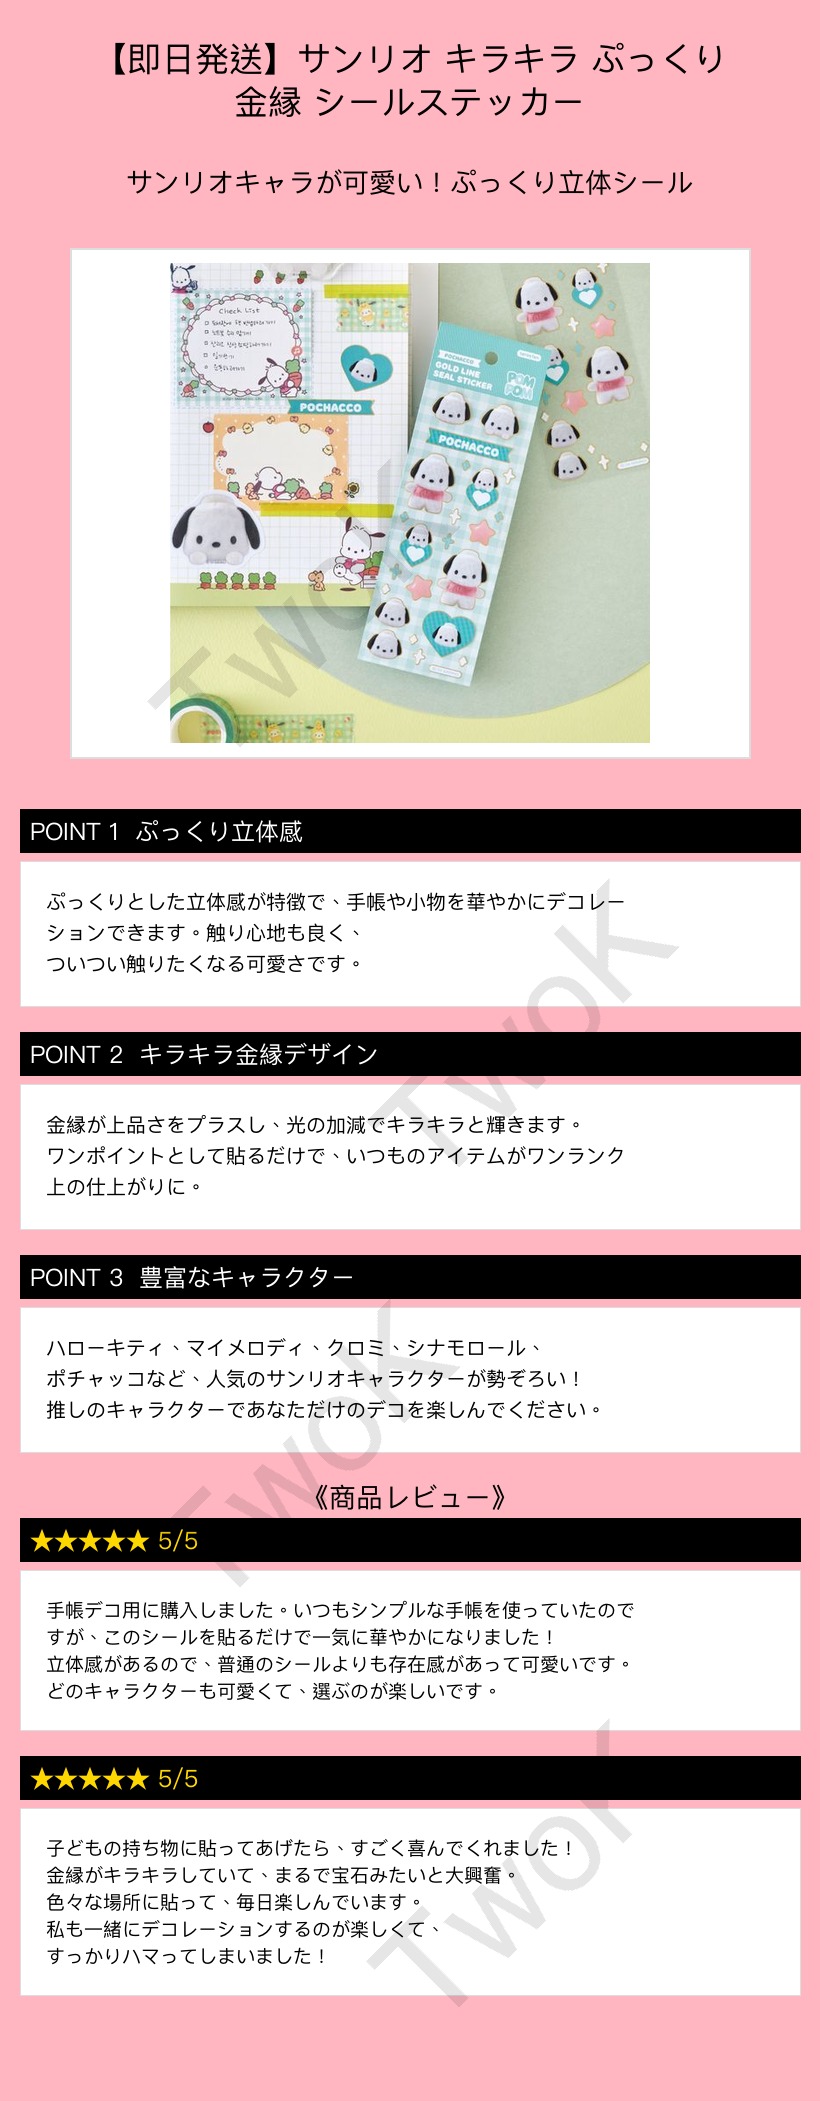 【即日発送】サンリオ キラキラ ぷっくり
金縁 シールステッカー
サンリオキャラが可愛い！ぷっくり立体シール
Check List
POCHACCO
POCHACCO
GOLD LINE
SEAL STICKER
POM
POM
POCHACCO
TwoK
POINT 1 ぷっくり立体感
ぷっくりとした立体感が特徴で、手帳や小物を華やかにデコレー
ションできます。触り心地も良く、
ついつい触りたくなる可愛さです。
TwoK
POINT 2 キラキラ金縁デザイン
金縁が上品さをプラスし、光の加減でキラキラと輝きます。
ワンポイントとして貼るだけで、いつものアイテムがワンランク
上の仕上がりに。
POINT 3 豊富なキャラクター
ハローキティ、マイメロディ、クロミ、シナモロール、
ポチャッコなど、人気のサンリオキャラクターが勢ぞろい！
推しのキャラクターであなただけのデコを楽しんでください。
TwoK
《商品レビュー》
★★★★★ 5/5
手帳デコ用に購入しました。いつもシンプルな手帳を使っていたので
すが、このシールを貼るだけで一気に華やかになりました！
立体感があるので、普通のシールよりも存在感があって可愛いです。
どのキャラクターも可愛くて、選ぶのが楽しいです。
★★★★★ 5/5
子どもの持ち物に貼ってあげたら、すごく喜んでくれました！
金縁がキラキラしていて、まるで宝石みたいと大興奮。
色々な場所に貼って、毎日楽しんでいます。
私も一緒にデコレーションするのが楽しくて、
すっかりハマってしまいました！
TwoK